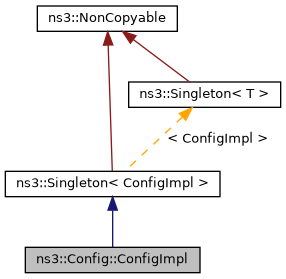 ns3::NonCopyable
ns3::Singleton< T >
< ConfigImpl >
ns3::Singleton< ConfigImpl >
ns3::Config::ConfigImpl